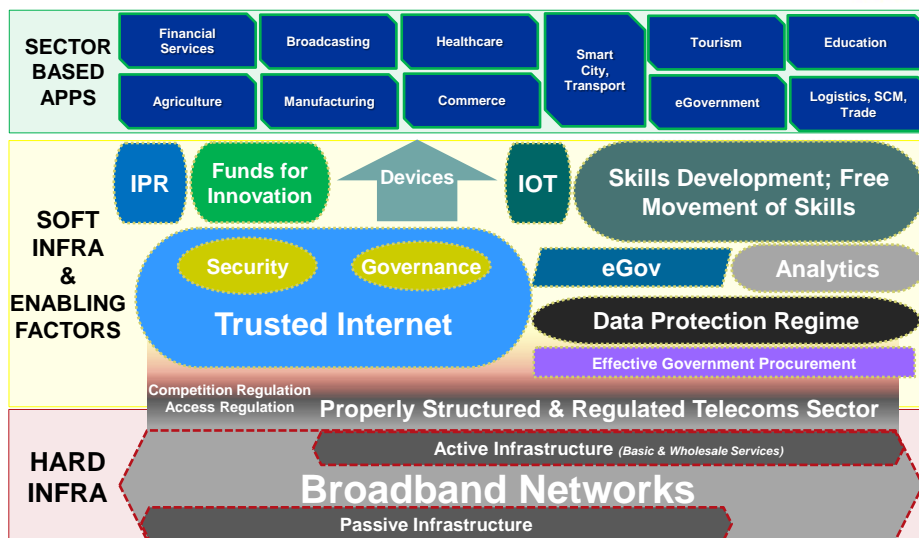 SECTOR
BASED
APPS
Financial
Services
Broadcasting
Healthcare
Smart
City,
Transport
Tourism
Education
Agriculture
Manufacturing
Commerce
eGovernment
Logistics, SCM,
Trade
SOFT
INFRA
&
ENABLING
FACTORS
IPR
Funds for
Innovation
Devices
IOT
Skills Development; Free
Movement of Skills
Security
Governance
Trusted Internet
eGov
Analytics
Data Protection Regime
Effective Government Procurement
Competition Regulation
Access Regulation
Properly Structured & Regulated Telecoms Sector
HARD
INFRA
Active Infrastructure (Basic & Wholesale Services)
Broadband Networks
Passive Infrastructure